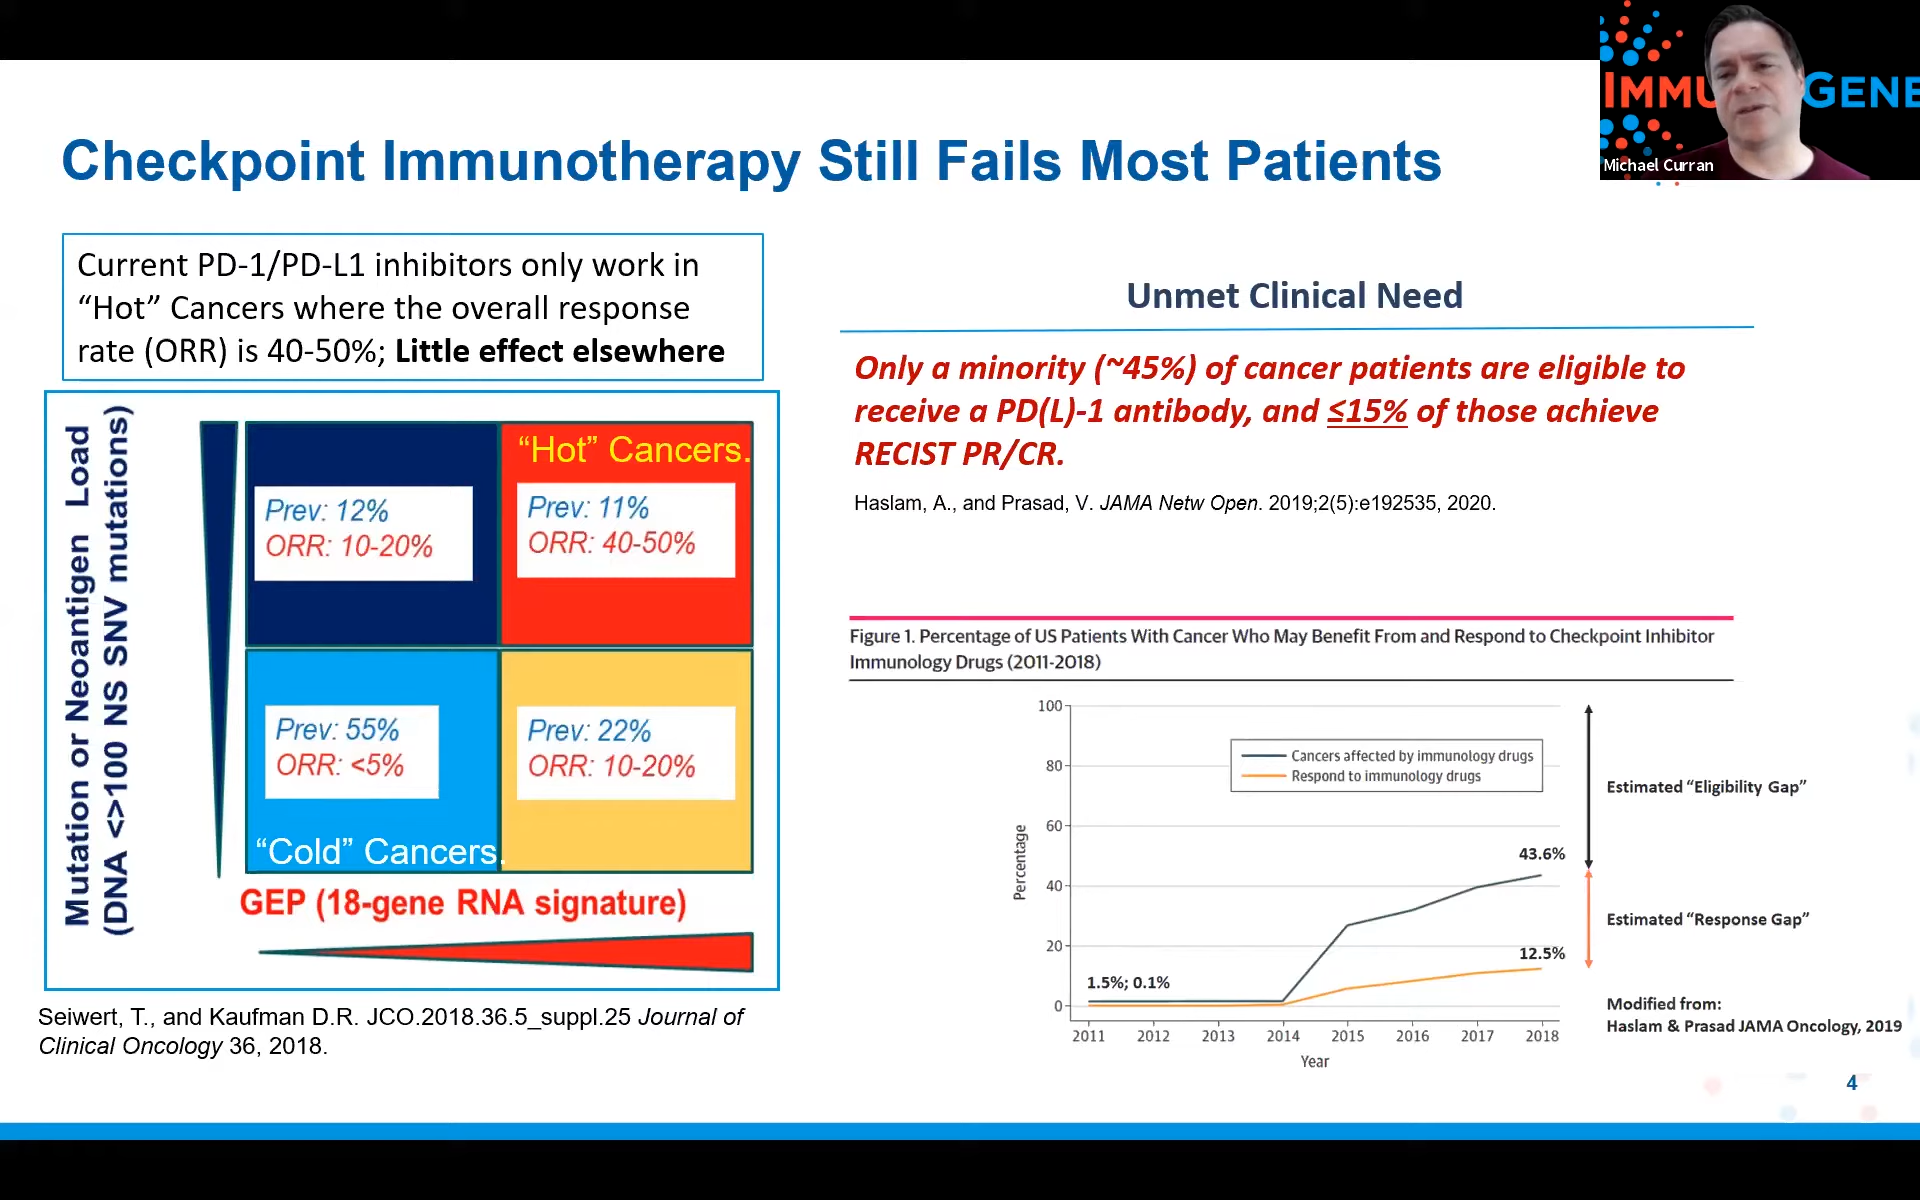 IMMU GENE
Michael Curran
Checkpoint Immunotherapy Still Fails Most Patients
Current PD-1/PD-L1 inhibitors only work in
“Hot” Cancers where the overall response
rate (ORR) is 40-50%; Little effect elsewhere
Mutation or Neoantigen Load
(DNA <>100 NS SNV mutations)
“Hot” Cancers.
Prev: 12%
ORR: 10-20%
Prev: 11%
ORR: 40-50%
Prev: 55%
ORR: <5%
Prev: 22%
ORR: 10-20%
“Cold” Cancers.
GEP (18-gene RNA signature)
Seiwert, T., and Kaufman D.R. JCO.2018.36.5_suppl.25 Journal of
Clinical Oncology 36, 2018.
Unmet Clinical Need
Only a minority (~45%) of cancer patients are eligible to
receive a PD(L)-1 antibody, and ≤15% of those achieve
RECIST PR/CR.
Haslam, A., and Prasad, V. JAMA Netw Open. 2019;2(5):e192535, 2020.
Figure 1. Percentage of US Patients With Cancer Who May Benefit From and Respond to Checkpoint Inhibitor
Immunology Drugs (2011-2018)
Percentage
100
80
60
40
20
0
Cancers affected by immunology drugs
Respond to immunology drugs
43.6%
12.5%
1.5%; 0.1%
2011 2012 2013 2014 2015 2016 2017 2018
Year
Estimated “Eligibility Gap”
Estimated “Response Gap”
Modified from:
Haslam & Prasad JAMA Oncology, 2019
4